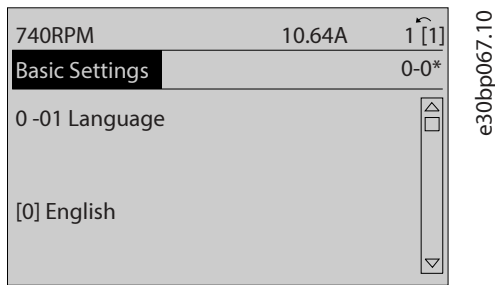 740RPM 10.64A 1 [1]
Basic Settings 0-0*
0 -01 Language
[0] English
e30bp067.10